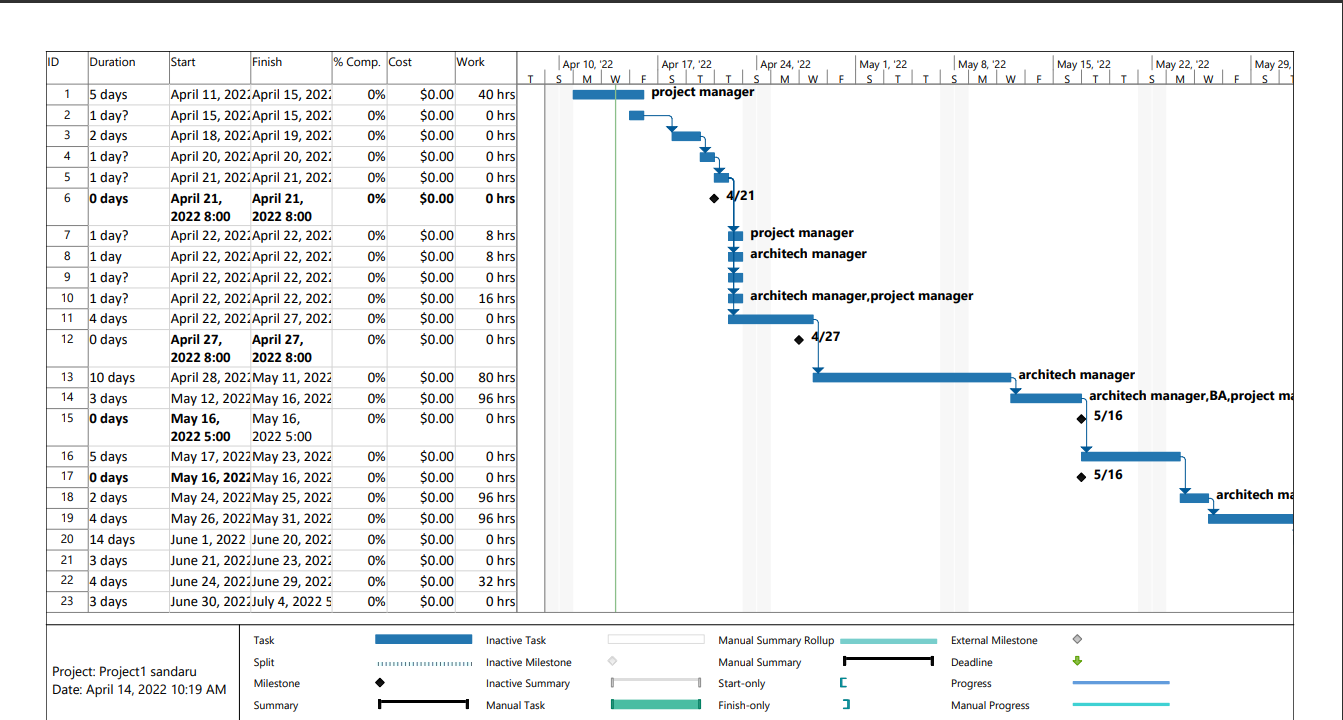 ID Duration Start Finish % Comp. Cost Work
Apr 10, '22 Apr 17, '22 Apr 24, '22 May 1, '22 May 8, '22 May 15, '22 May 22, '22 May 29,
T S M W F S T T S M W F S T T S M W F S T T S M W F S
1 5 days April 11, 2022 April 15, 2022 0% $0.00 40 hrs project manager
2 1 day? April 15, 2022 April 15, 2022 0% $0.00 0 hrs
3 2 days April 18, 2022 April 19, 2022 0% $0.00 0 hrs
4 1 day? April 20, 2022 April 20, 2022 0% $0.00 0 hrs
5 1 day? April 21, 2022 April 21, 2022 0% $0.00 0 hrs
6 0 days April 21, April 21, 0% $0.00 0 hrs 4/21
2022 8:00 2022 8:00
7 1 day? April 22, 2022 April 22, 2022 0% $0.00 8 hrs project manager
8 1 day April 22, 2022 April 22, 2022 0% $0.00 8 hrs architech manager
9 1 day? April 22, 2022 April 22, 2022 0% $0.00 0 hrs
10 1 day? April 22, 2022 April 22, 2022 0% $0.00 16 hrs architech manager,project manager
11 4 days April 22, 2022 April 27, 2022 0% $0.00 0 hrs
12 0 days April 27, April 27, 0% $0.00 0 hrs 4/27
2022 8:00 2022 8:00
13 10 days April 28, 2022 May 11, 2022 0% $0.00 80 hrs architech manager
14 3 days May 12, 2022 May 16, 2022 0% $0.00 96 hrs architech manager,BA,project ma
15 0 days May 16, May 16, 0% $0.00 0 hrs 5/16
2022 5:00 2022 5:00
16 5 days May 17, 2022 May 23, 2022 0% $0.00 0 hrs
17 0 days May 16, 2022 May 16, 2022 0% $0.00 0 hrs 5/16
18 2 days May 24, 2022 May 25, 2022 0% $0.00 96 hrs architech ma
19 4 days May 26, 2022 May 31, 2022 0% $0.00 96 hrs
20 14 days June 1, 2022 June 20, 2022 0% $0.00 0 hrs
21 3 days June 21, 2022 June 23, 2022 0% $0.00 0 hrs
22 4 days June 24, 2022 June 29, 2022 0% $0.00 32 hrs
23 3 days June 30, 2022 July 4, 2022 5 0% $0.00 0 hrs
Project: Project1 sandaru
Date: April 14, 2022 10:19 AM
Task Inactive Task Manual Summary Rollup External Milestone
Split Inactive Milestone Manual Summary Deadline
Milestone Inactive Summary Start-only Progress
Summary Manual Task Finish-only Manual Progress